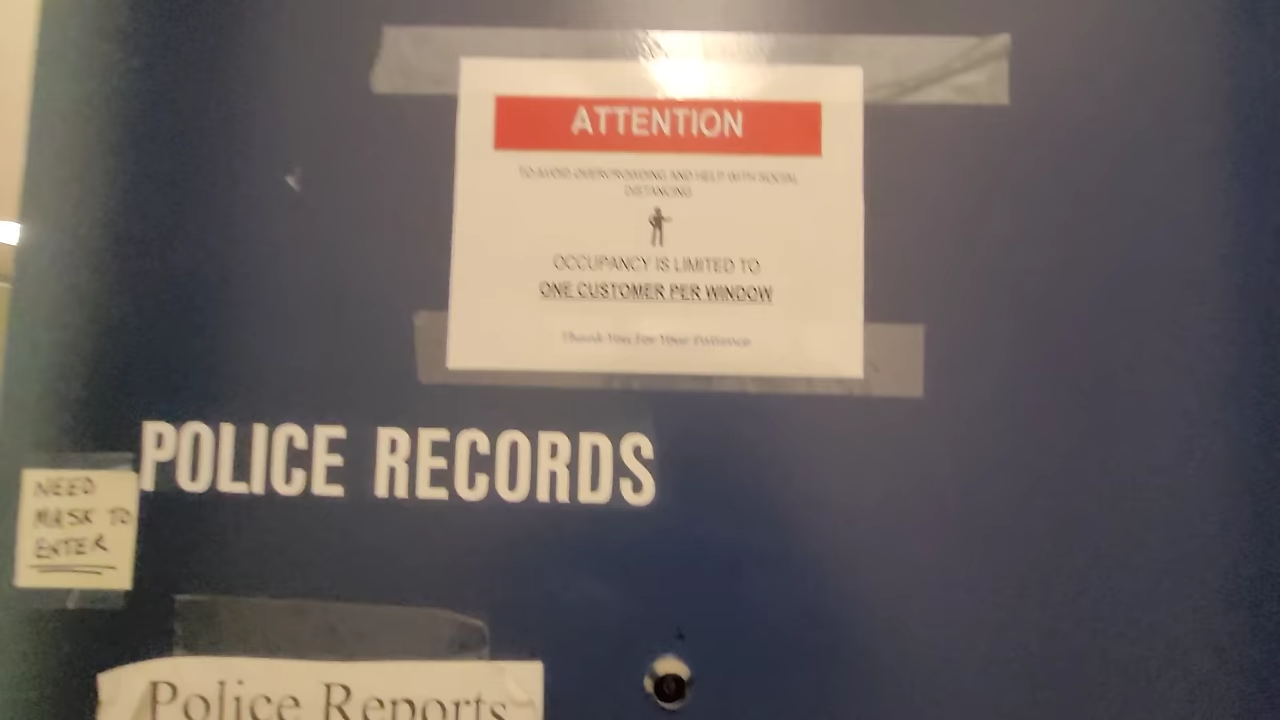 ATTENTION
TO AVOID OVERCROWDING AND HELP WITH SOCIAL
DISTANCING
OCCUPANCY IS LIMITED TO
ONE CUSTOMER PER WINDOW
Thank You For Your Patience
POLICE RECORDS
NEED
MASK TO
ENTER
Police Reports